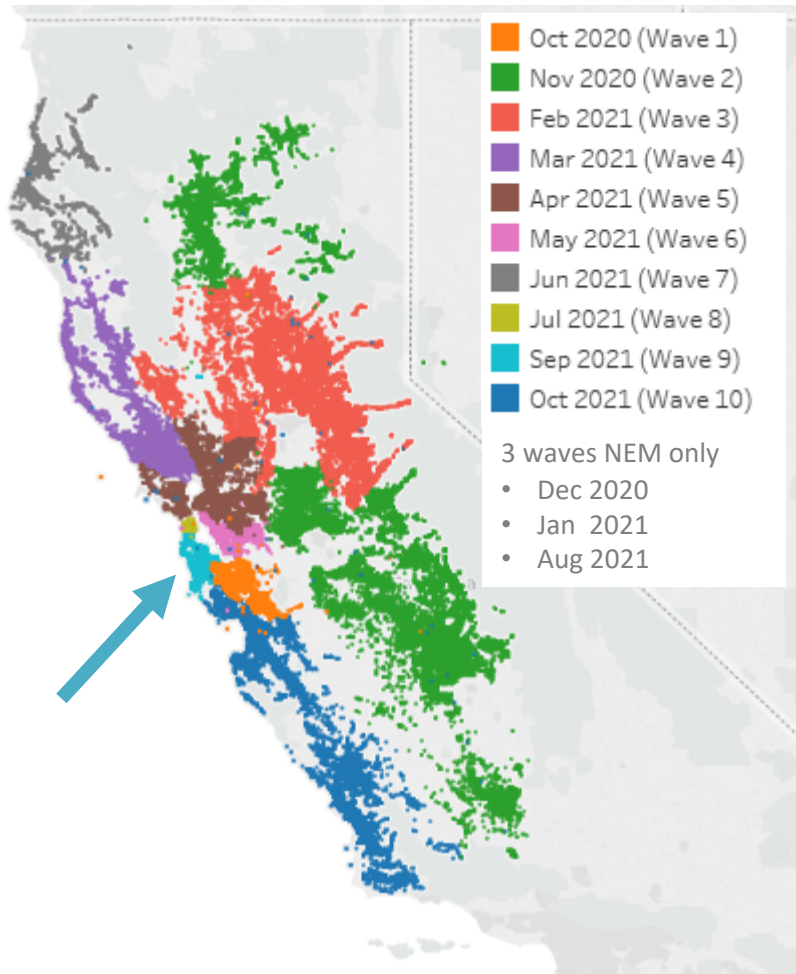 Oct 2020 (Wave 1)
Nov 2020 (Wave 2)
Feb 2021 (Wave 3)
Mar 2021 (Wave 4)
Apr 2021 (Wave 5)
May 2021 (Wave 6)
Jun 2021 (Wave 7)
Jul 2021 (Wave 8)
Sep 2021 (Wave 9)
Oct 2021 (Wave 10)
3 waves NEM only
• Dec 2020
• Jan 2021
• Aug 2021